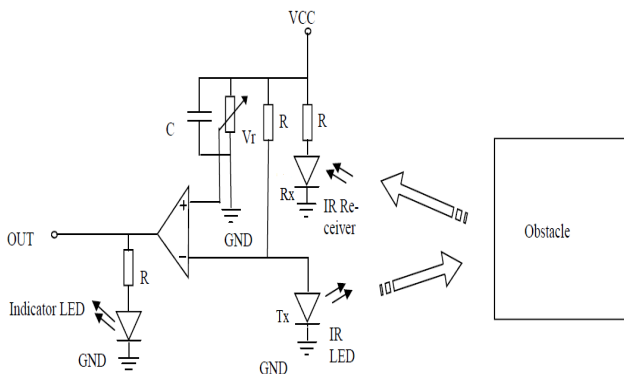 VCC
C
Vr
R
R
+
Rx
IR Re-
ceiver
GND
OUT
−
Obstacle
R
Indicator LED
Tx
IR
LED
GND
GND